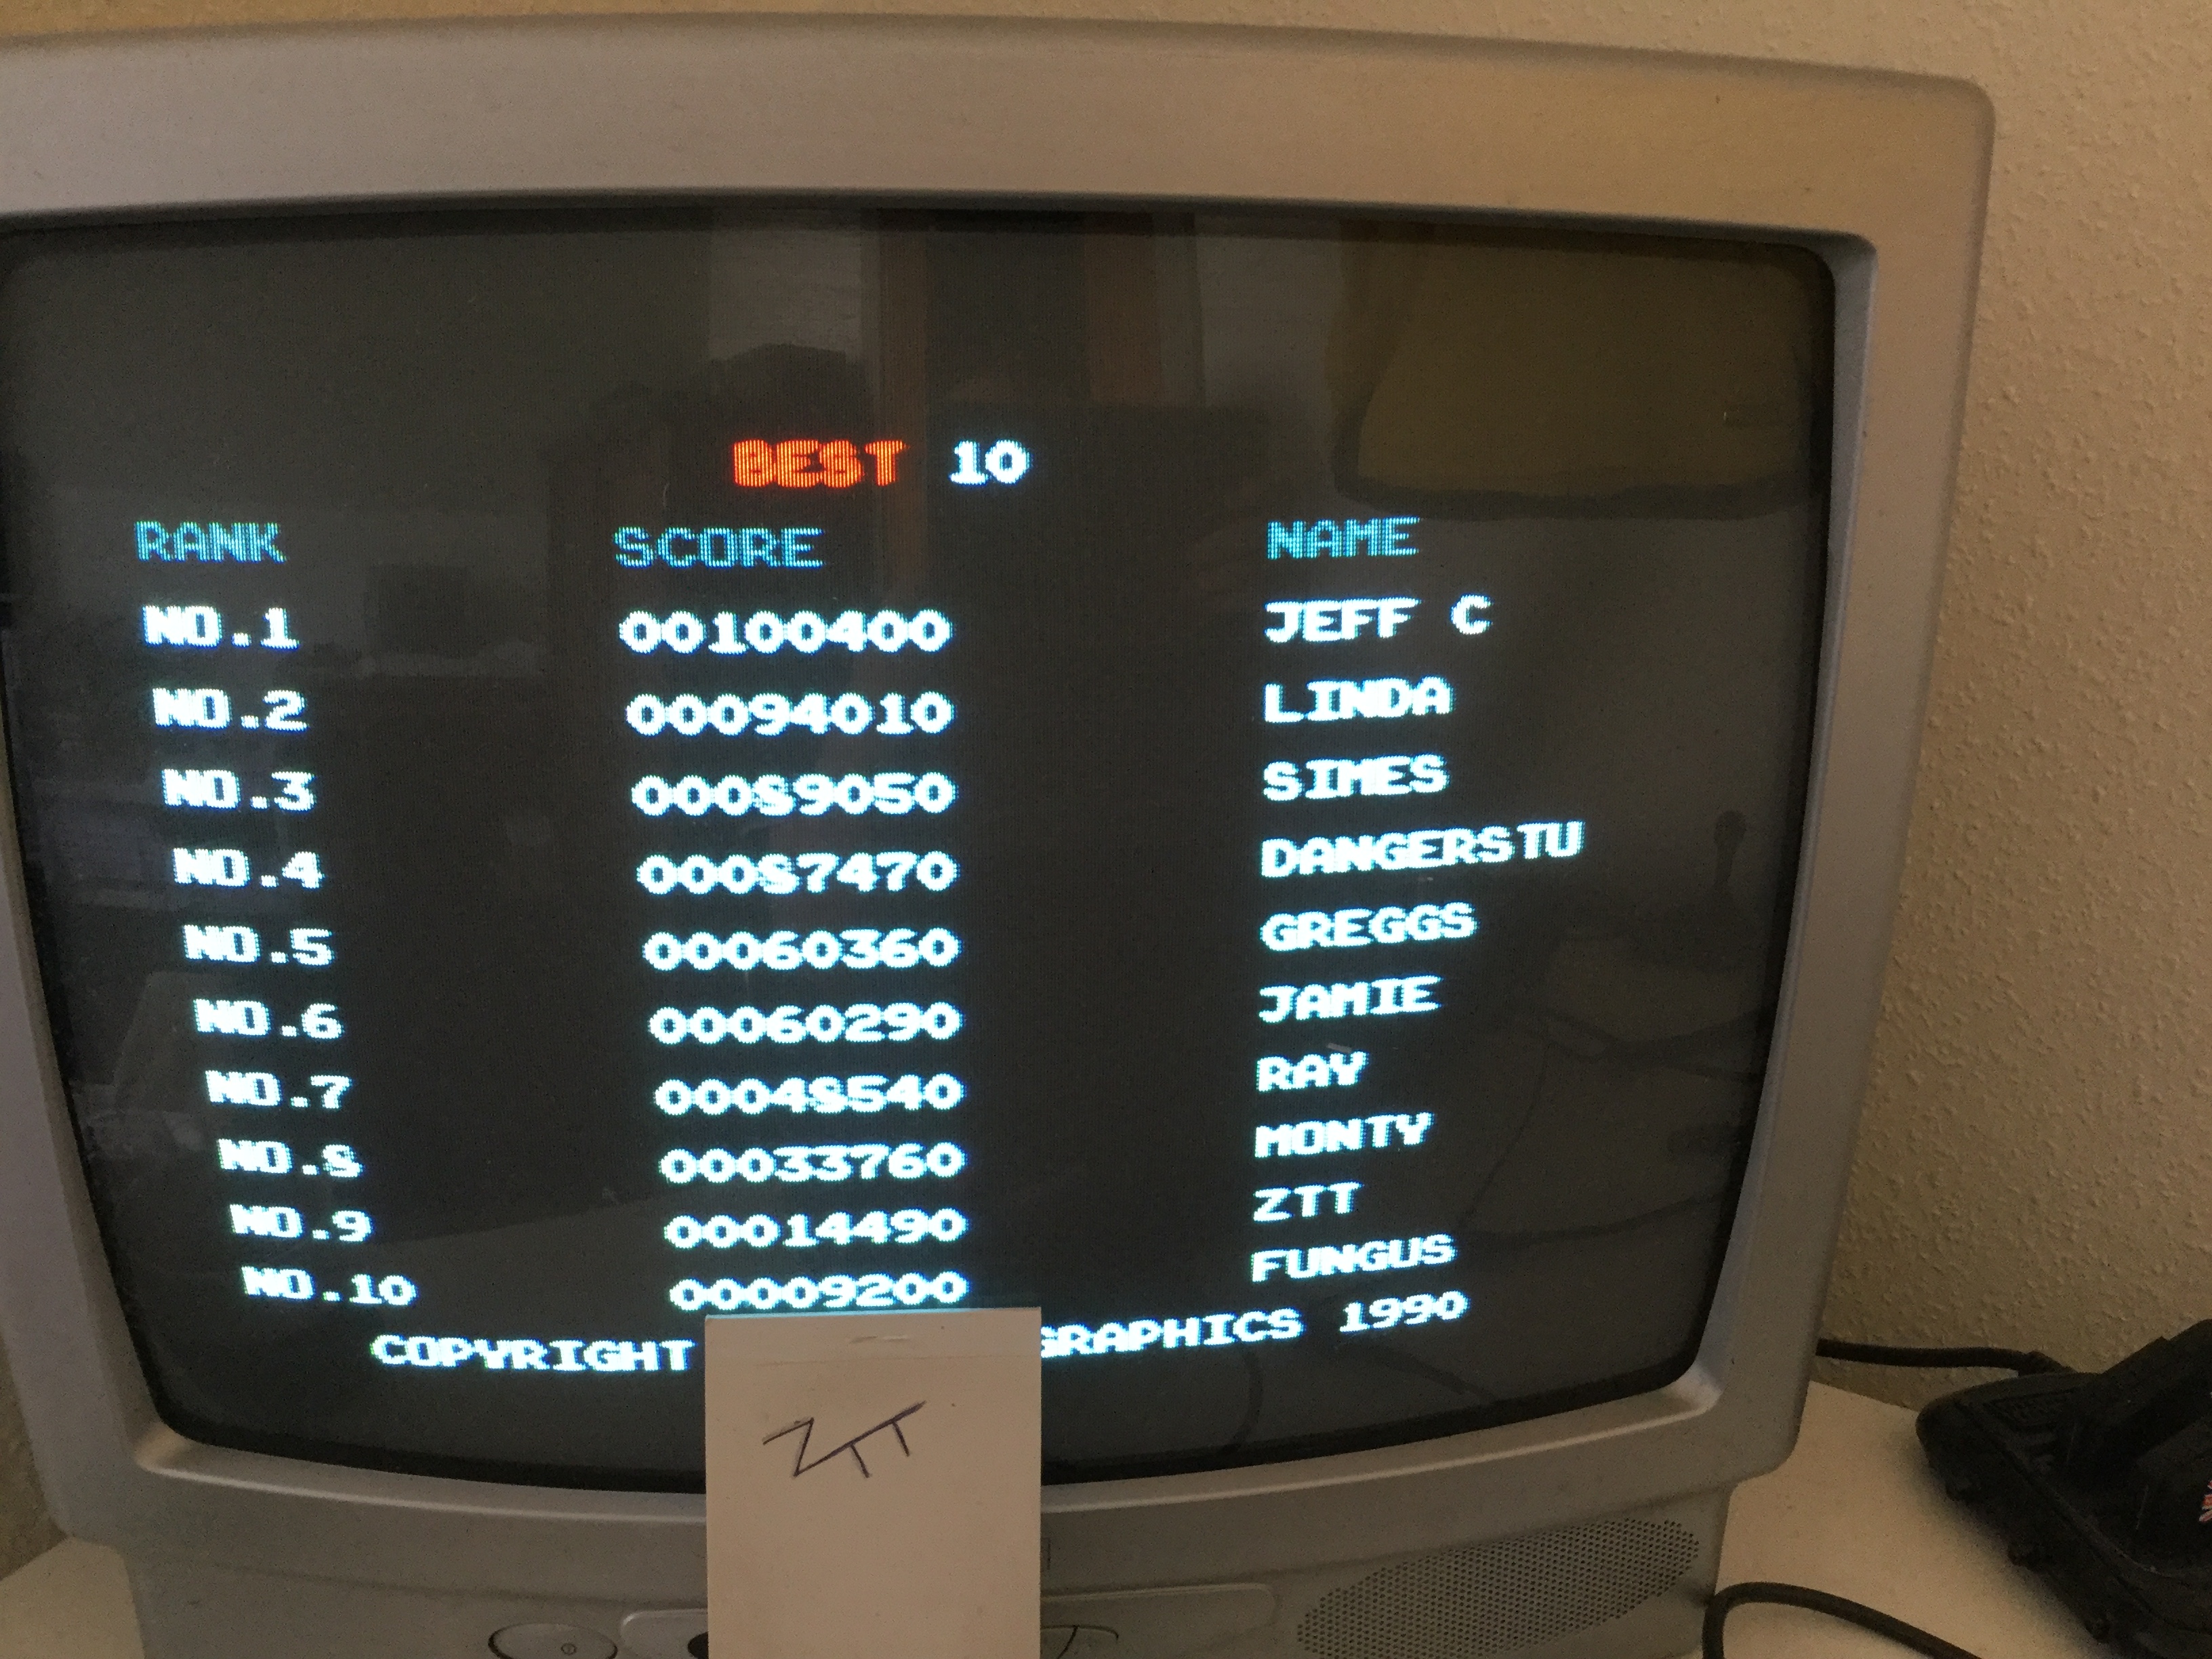 BEST 10
RANK SCORE NAME
NO.1 00100400 JEFF C
NO.2 00094010 LINDA
NO.3 00089050 SIMES
NO.4 00087470 DANGERSTU
NO.5 00060360 GREGGS
NO.6 00060290 JAMIE
NO.7 00048540 RAY
NO.8 00033760 MONTY
NO.9 00014490 ZTT
NO.10 00009200 FUNGUS
COPYRIGHT GRAPHICS 1990
ZTT